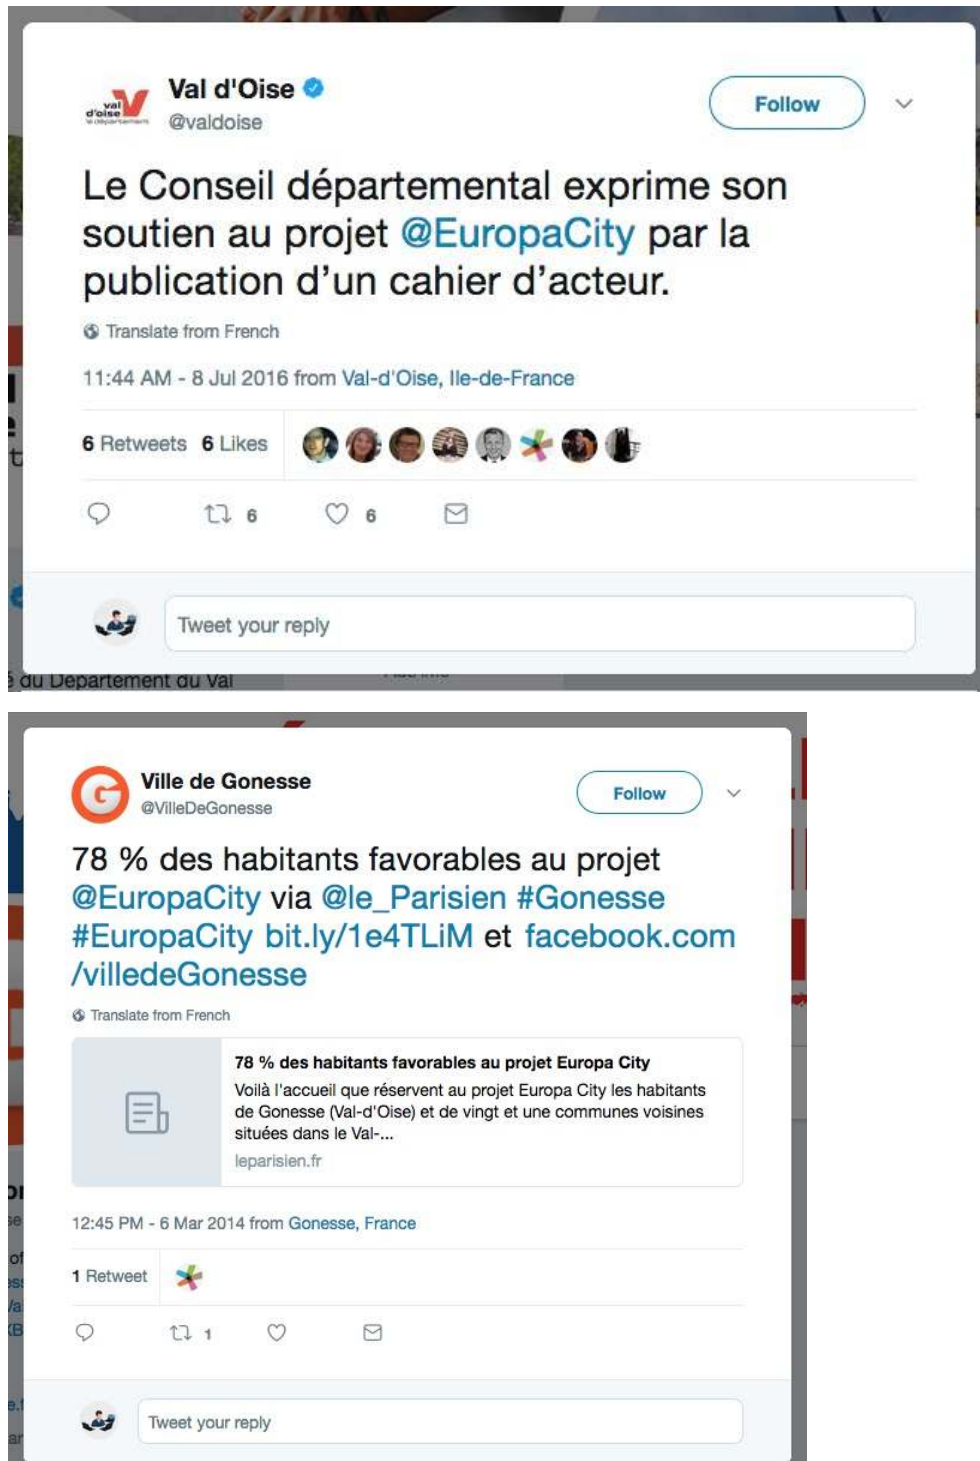 val
d'oise
le département
Val d'Oise
@valdoise
Follow
Le Conseil départemental exprime son
soutien au projet @EuropaCity par la
publication d’un cahier d’acteur.
Translate from French
11:44 AM - 8 Jul 2016 from Val-d'Oise, Ile-de-France
6 Retweets 6 Likes
6 6
Tweet your reply
du Département du Val
G
Ville de Gonesse
@VilleDeGonesse
Follow
78 % des habitants favorables au projet
@EuropaCity via @le_Parisien #Gonesse
#EuropaCity bit.ly/1e4TLiM et facebook.com
/villedeGonesse
Translate from French
78 % des habitants favorables au projet Europa City
Voilà l'accueil que réservent au projet Europa City les habitants
de Gonesse (Val-d'Oise) et de vingt et une communes voisines
situées dans le Val-...
leparisien.fr
12:45 PM - 6 Mar 2014 from Gonesse, France
1 Retweet
1
Tweet your reply